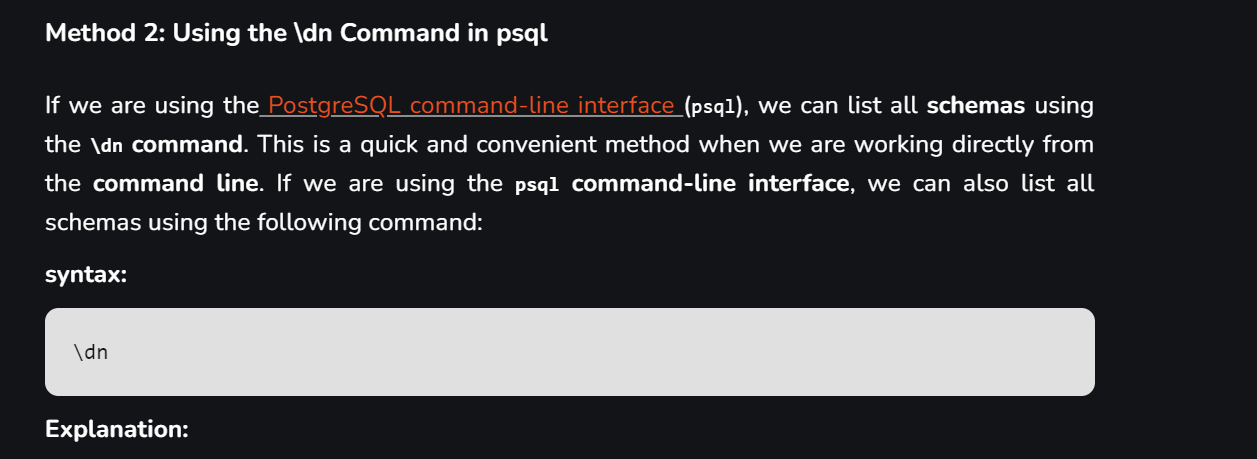 Method 2: Using the \dn Command in psql
If we are using the PostgreSQL command-line interface (psql), we can list all schemas using
the \dn command. This is a quick and convenient method when we are working directly from
the command line. If we are using the psql command-line interface, we can also list all
schemas using the following command:
syntax:
\dn
Explanation: